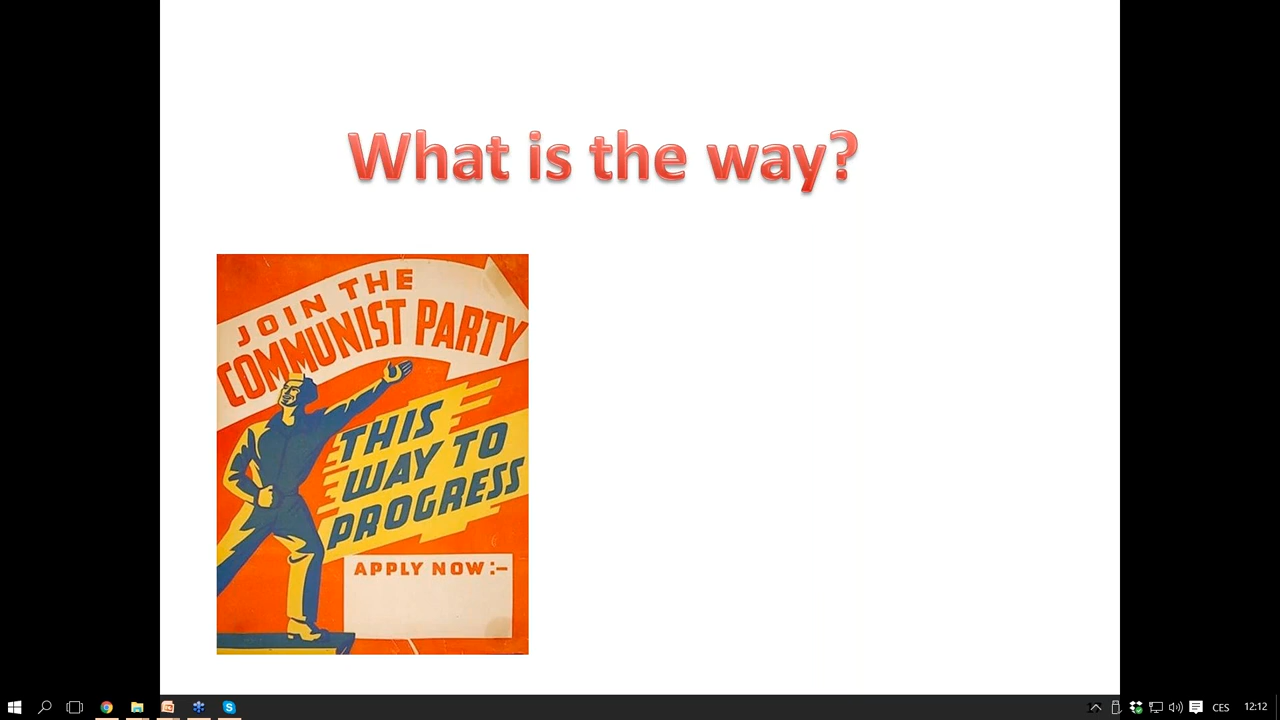 What is the way?
JOIN THE
COMMUNIST PARTY
THIS
WAY TO
PROGRESS
APPLY NOW:-
CES
12:12